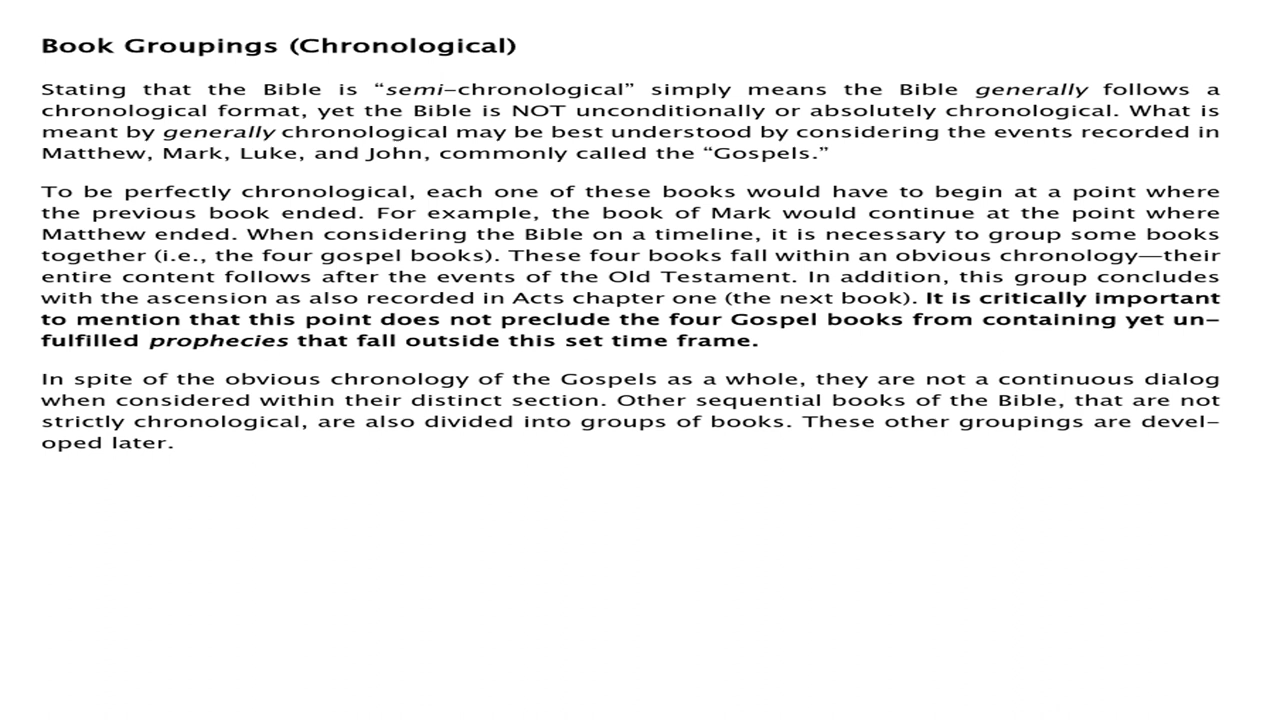 Book Groupings (Chronological)
Stating that the Bible is “semi–chronological” simply means the Bible generally follows a
chronological format, yet the Bible is NOT unconditionally or absolutely chronological. What is
meant by generally chronological may be best understood by considering the events recorded in
Matthew, Mark, Luke, and John, commonly called the “Gospels.”
To be perfectly chronological, each one of these books would have to begin at a point where
the previous book ended. For example, the book of Mark would continue at the point where
Matthew ended. When considering the Bible on a timeline, it is necessary to group some books
together (i.e., the four gospel books). These four books fall within an obvious chronology—their
entire content follows after the events of the Old Testament. In addition, this group concludes
with the ascension as also recorded in Acts chapter one (the next book). It is critically important
to mention that this point does not preclude the four Gospel books from containing yet un–
fulfilled prophecies that fall outside this set time frame.
In spite of the obvious chronology of the Gospels as a whole, they are not a continuous dialog
when considered within their distinct section. Other sequential books of the Bible, that are not
strictly chronological, are also divided into groups of books. These other groupings are devel–
oped later.